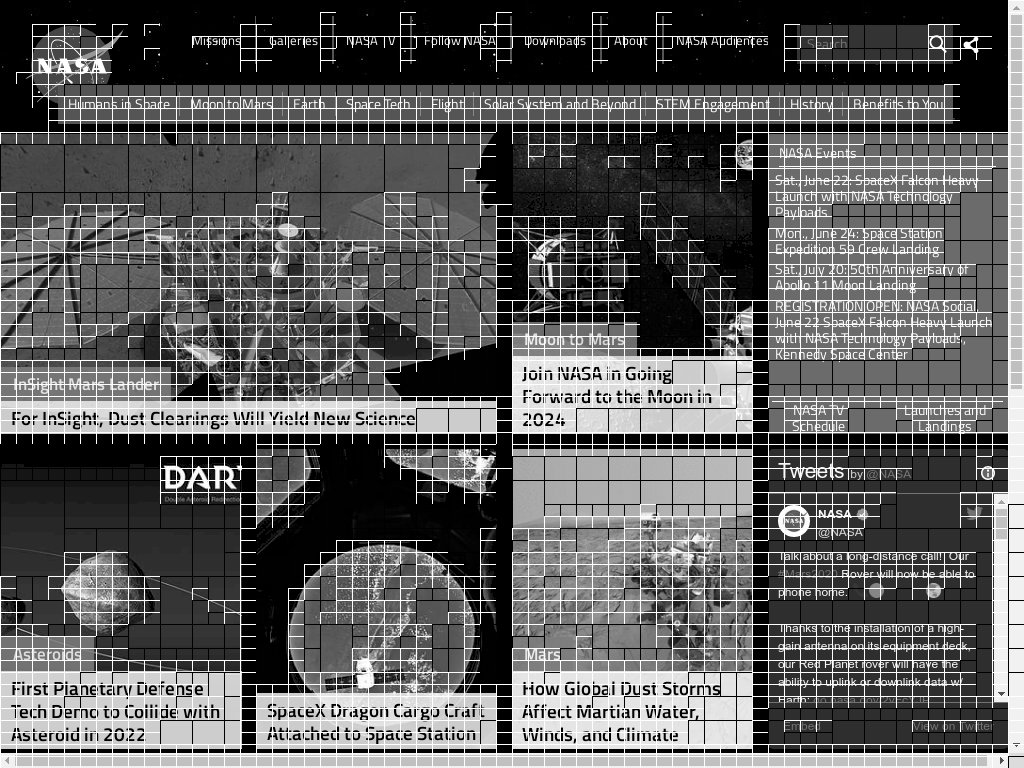 NASA
Missions Galleries NASA TV Follow NASA Downloads About NASA Audiences
Search
Humans in Space Moon to Mars Earth Space Tech Flight Solar System and Beyond STEM Engagement History Benefits to You
InSight Mars Lander
For InSight, Dust Cleanings Will Yield New Science
Moon to Mars
Join NASA in Going
Forward to the Moon in
2024
NASA Events
Sat., June 22: SpaceX Falcon Heavy
Launch with NASA Technology
Payloads
Mon., June 24: Space Station
Expedition 59 Crew Landing
Sat., July 20: 50th Anniversary of
Apollo 11 Moon Landing
REGISTRATION OPEN: NASA Social,
June 22 SpaceX Falcon Heavy Launch
with NASA Technology Payloads,
Kennedy Space Center
NASA TV
Schedule
Launches and
Landings
DAR
Double Asteroid Redirection
Asteroids
First Planetary Defense
Tech Demo to Collide with
Asteroid in 2022
SpaceX Dragon Cargo Craft
Attached to Space Station
Mars
How Global Dust Storms
Affect Martian Water,
Winds, and Climate
Tweets by @NASA
NASA
NASA
@NASA
Talk about a long-distance call! Our
#Mars2020 Rover will now be able to
phone home.
Thanks to the installation of a high-
gain antenna on its equipment deck,
our Red Planet rover will have the
ability to uplink or downlink data w/
Earth:
Embed
View on Twitter